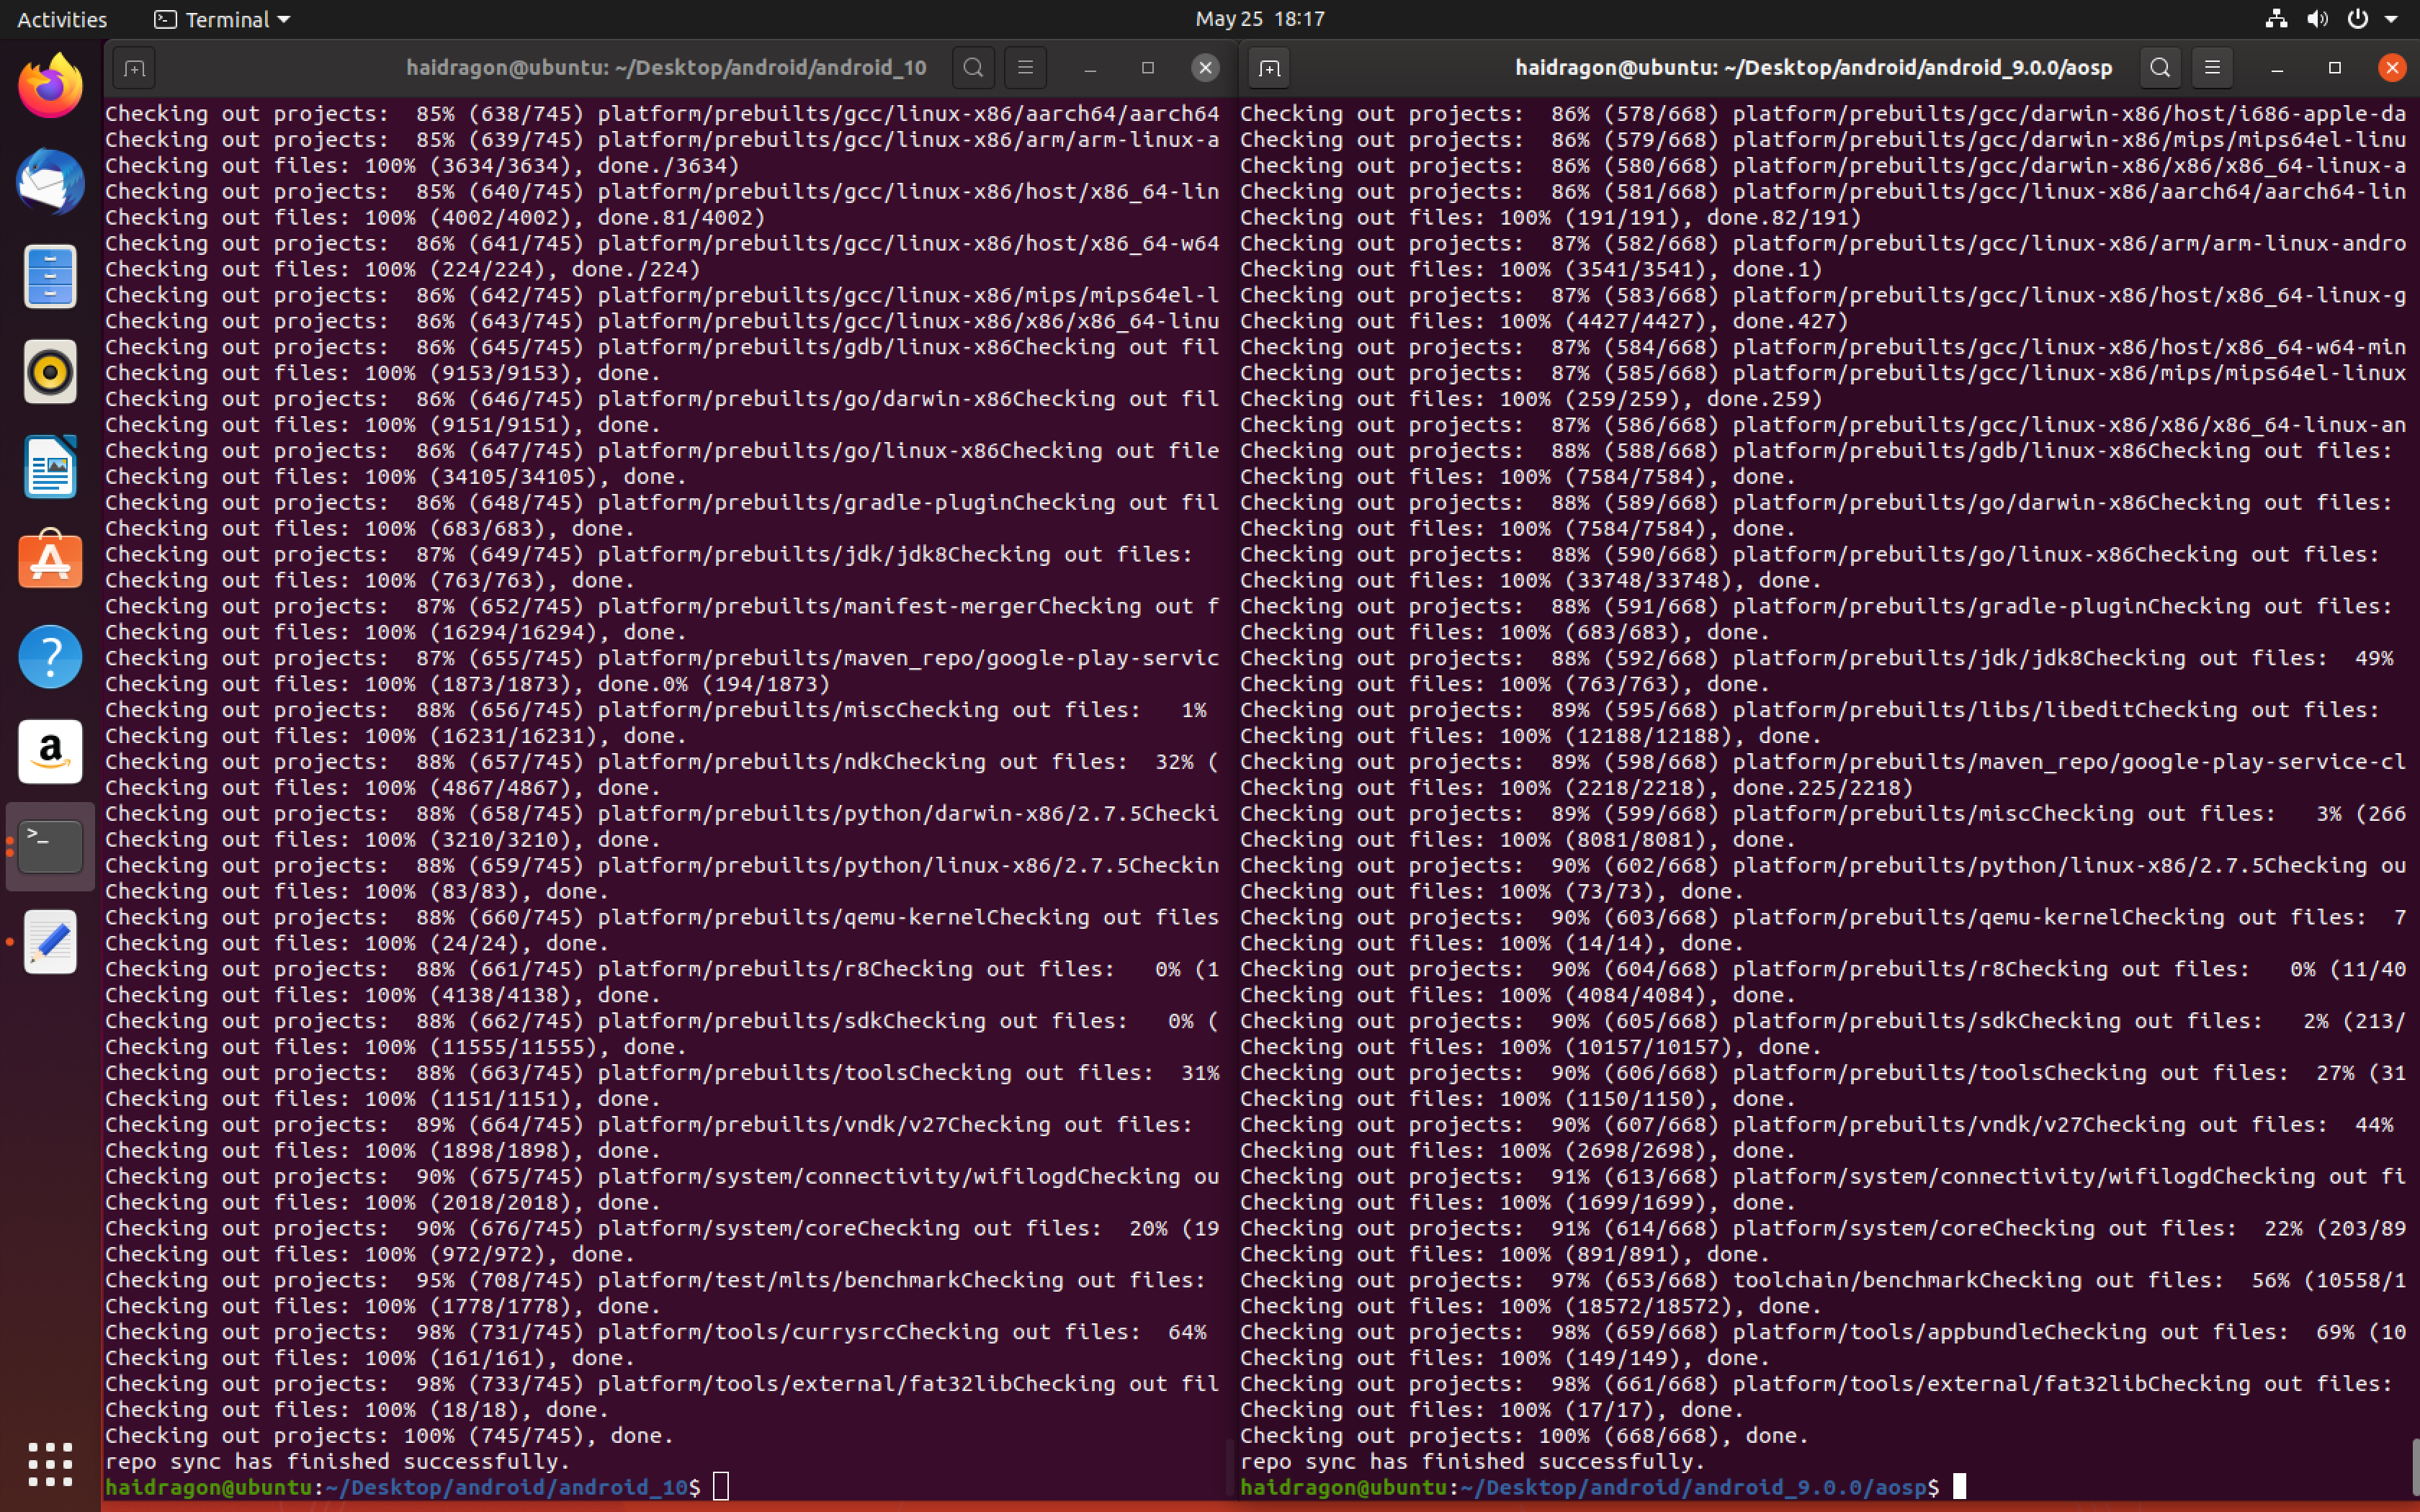 Activities
Terminal
May 25 18:17
haidragon@ubuntu: ~/Desktop/android/android_10
Checking out projects:  85% (638/745) platform/prebuilts/gcc/linux-x86/aarch64/aarch64
Checking out projects:  85% (639/745) platform/prebuilts/gcc/linux-x86/arm/arm-linux-a
Checking out files: 100% (3634/3634), done./3634)
Checking out projects:  85% (640/745) platform/prebuilts/gcc/linux-x86/host/x86_64-lin
Checking out files: 100% (4002/4002), done.81/4002)
Checking out projects:  86% (641/745) platform/prebuilts/gcc/linux-x86/host/x86_64-w64
Checking out files: 100% (224/224), done./224)
Checking out projects:  86% (642/745) platform/prebuilts/gcc/linux-x86/mips/mips64el-l
Checking out projects:  86% (643/745) platform/prebuilts/gcc/linux-x86/x86/x86_64-linu
Checking out projects:  86% (645/745) platform/prebuilts/gdb/linux-x86Checking out fil
Checking out files: 100% (9153/9153), done.
Checking out projects:  86% (646/745) platform/prebuilts/go/darwin-x86Checking out fil
Checking out files: 100% (9151/9151), done.
Checking out projects:  86% (647/745) platform/prebuilts/go/linux-x86Checking out file
Checking out files: 100% (34105/34105), done.
Checking out projects:  86% (648/745) platform/prebuilts/gradle-pluginChecking out fil
Checking out files: 100% (683/683), done.
Checking out projects:  87% (649/745) platform/prebuilts/jdk/jdk8Checking out files:
Checking out files: 100% (763/763), done.
Checking out projects:  87% (652/745) platform/prebuilts/manifest-mergerChecking out f
Checking out files: 100% (16294/16294), done.
Checking out projects:  87% (655/745) platform/prebuilts/maven_repo/google-play-servic
Checking out files: 100% (1873/1873), done.0% (194/1873)
Checking out projects:  88% (656/745) platform/prebuilts/miscChecking out files:   1%
Checking out files: 100% (16231/16231), done.
Checking out projects:  88% (657/745) platform/prebuilts/ndkChecking out files:  32% (
Checking out files: 100% (4867/4867), done.
Checking out projects:  88% (658/745) platform/prebuilts/python/darwin-x86/2.7.5Checki
Checking out files: 100% (3210/3210), done.
Checking out projects:  88% (659/745) platform/prebuilts/python/linux-x86/2.7.5Checkin
Checking out files: 100% (83/83), done.
Checking out projects:  88% (660/745) platform/prebuilts/qemu-kernelChecking out files
Checking out files: 100% (24/24), done.
Checking out projects:  88% (661/745) platform/prebuilts/r8Checking out files:   0% (1
Checking out files: 100% (4138/4138), done.
Checking out projects:  88% (662/745) platform/prebuilts/sdkChecking out files:   0% (
Checking out files: 100% (11555/11555), done.
Checking out projects:  88% (663/745) platform/prebuilts/toolsChecking out files:  31%
Checking out files: 100% (1151/1151), done.
Checking out projects:  89% (664/745) platform/prebuilts/vndk/v27Checking out files:
Checking out files: 100% (1898/1898), done.
Checking out projects:  90% (675/745) platform/system/connectivity/wifilogdChecking ou
Checking out files: 100% (2018/2018), done.
Checking out projects:  90% (676/745) platform/system/coreChecking out files:  20% (19
Checking out files: 100% (972/972), done.
Checking out projects:  95% (708/745) platform/test/mlts/benchmarkChecking out files:
Checking out files: 100% (1778/1778), done.
Checking out projects:  98% (731/745) platform/tools/currysrcChecking out files:  64%
Checking out files: 100% (161/161), done.
Checking out projects:  98% (733/745) platform/tools/external/fat32libChecking out fil
Checking out files: 100% (18/18), done.
Checking out projects: 100% (745/745), done.
repo sync has finished successfully.
haidragon@ubuntu:~/Desktop/android/android_10$
haidragon@ubuntu: ~/Desktop/android/android_9.0.0/aosp
Checking out projects:  86% (578/668) platform/prebuilts/gcc/darwin-x86/host/i686-apple-da
Checking out projects:  86% (579/668) platform/prebuilts/gcc/darwin-x86/mips/mips64el-linu
Checking out projects:  86% (580/668) platform/prebuilts/gcc/darwin-x86/x86/x86_64-linux-a
Checking out projects:  86% (581/668) platform/prebuilts/gcc/linux-x86/aarch64/aarch64-lin
Checking out files: 100% (191/191), done.82/191)
Checking out projects:  87% (582/668) platform/prebuilts/gcc/linux-x86/arm/arm-linux-andro
Checking out files: 100% (3541/3541), done.1)
Checking out projects:  87% (583/668) platform/prebuilts/gcc/linux-x86/host/x86_64-linux-g
Checking out files: 100% (4427/4427), done.427)
Checking out projects:  87% (584/668) platform/prebuilts/gcc/linux-x86/host/x86_64-w64-min
Checking out projects:  87% (585/668) platform/prebuilts/gcc/linux-x86/mips/mips64el-linux
Checking out files: 100% (259/259), done.259)
Checking out projects:  87% (586/668) platform/prebuilts/gcc/linux-x86/x86/x86_64-linux-an
Checking out projects:  88% (588/668) platform/prebuilts/gdb/linux-x86Checking out files:
Checking out files: 100% (7584/7584), done.
Checking out projects:  88% (589/668) platform/prebuilts/go/darwin-x86Checking out files:
Checking out files: 100% (7584/7584), done.
Checking out projects:  88% (590/668) platform/prebuilts/go/linux-x86Checking out files:
Checking out files: 100% (33748/33748), done.
Checking out projects:  88% (591/668) platform/prebuilts/gradle-pluginChecking out files:
Checking out files: 100% (683/683), done.
Checking out projects:  88% (592/668) platform/prebuilts/jdk/jdk8Checking out files:  49%
Checking out files: 100% (763/763), done.
Checking out projects:  89% (595/668) platform/prebuilts/libs/libeditChecking out files:
Checking out files: 100% (12188/12188), done.
Checking out projects:  89% (598/668) platform/prebuilts/maven_repo/google-play-service-cl
Checking out files: 100% (2218/2218), done.225/2218)
Checking out projects:  89% (599/668) platform/prebuilts/miscChecking out files:   3% (266
Checking out files: 100% (8081/8081), done.
Checking out projects:  90% (602/668) platform/prebuilts/python/linux-x86/2.7.5Checking ou
Checking out files: 100% (73/73), done.
Checking out projects:  90% (603/668) platform/prebuilts/qemu-kernelChecking out files:  7
Checking out files: 100% (14/14), done.
Checking out projects:  90% (604/668) platform/prebuilts/r8Checking out files:   0% (11/40
Checking out files: 100% (4084/4084), done.
Checking out projects:  90% (605/668) platform/prebuilts/sdkChecking out files:   2% (213/
Checking out files: 100% (10157/10157), done.
Checking out projects:  90% (606/668) platform/prebuilts/toolsChecking out files:  27% (31
Checking out files: 100% (1150/1150), done.
Checking out projects:  90% (607/668) platform/prebuilts/vndk/v27Checking out files:  44%
Checking out files: 100% (2698/2698), done.
Checking out projects:  91% (613/668) platform/system/connectivity/wifilogdChecking out fi
Checking out files: 100% (1699/1699), done.
Checking out projects:  91% (614/668) platform/system/coreChecking out files:  22% (203/89
Checking out files: 100% (891/891), done.
Checking out projects:  97% (653/668) toolchain/benchmarkChecking out files:  56% (10558/1
Checking out files: 100% (18572/18572), done.
Checking out projects:  98% (659/668) platform/tools/appbundleChecking out files:  69% (10
Checking out files: 100% (149/149), done.
Checking out projects:  98% (661/668) platform/tools/external/fat32libChecking out files:
Checking out files: 100% (17/17), done.
Checking out projects: 100% (668/668), done.
repo sync has finished successfully.
haidragon@ubuntu:~/Desktop/android/android_9.0.0/aosp$